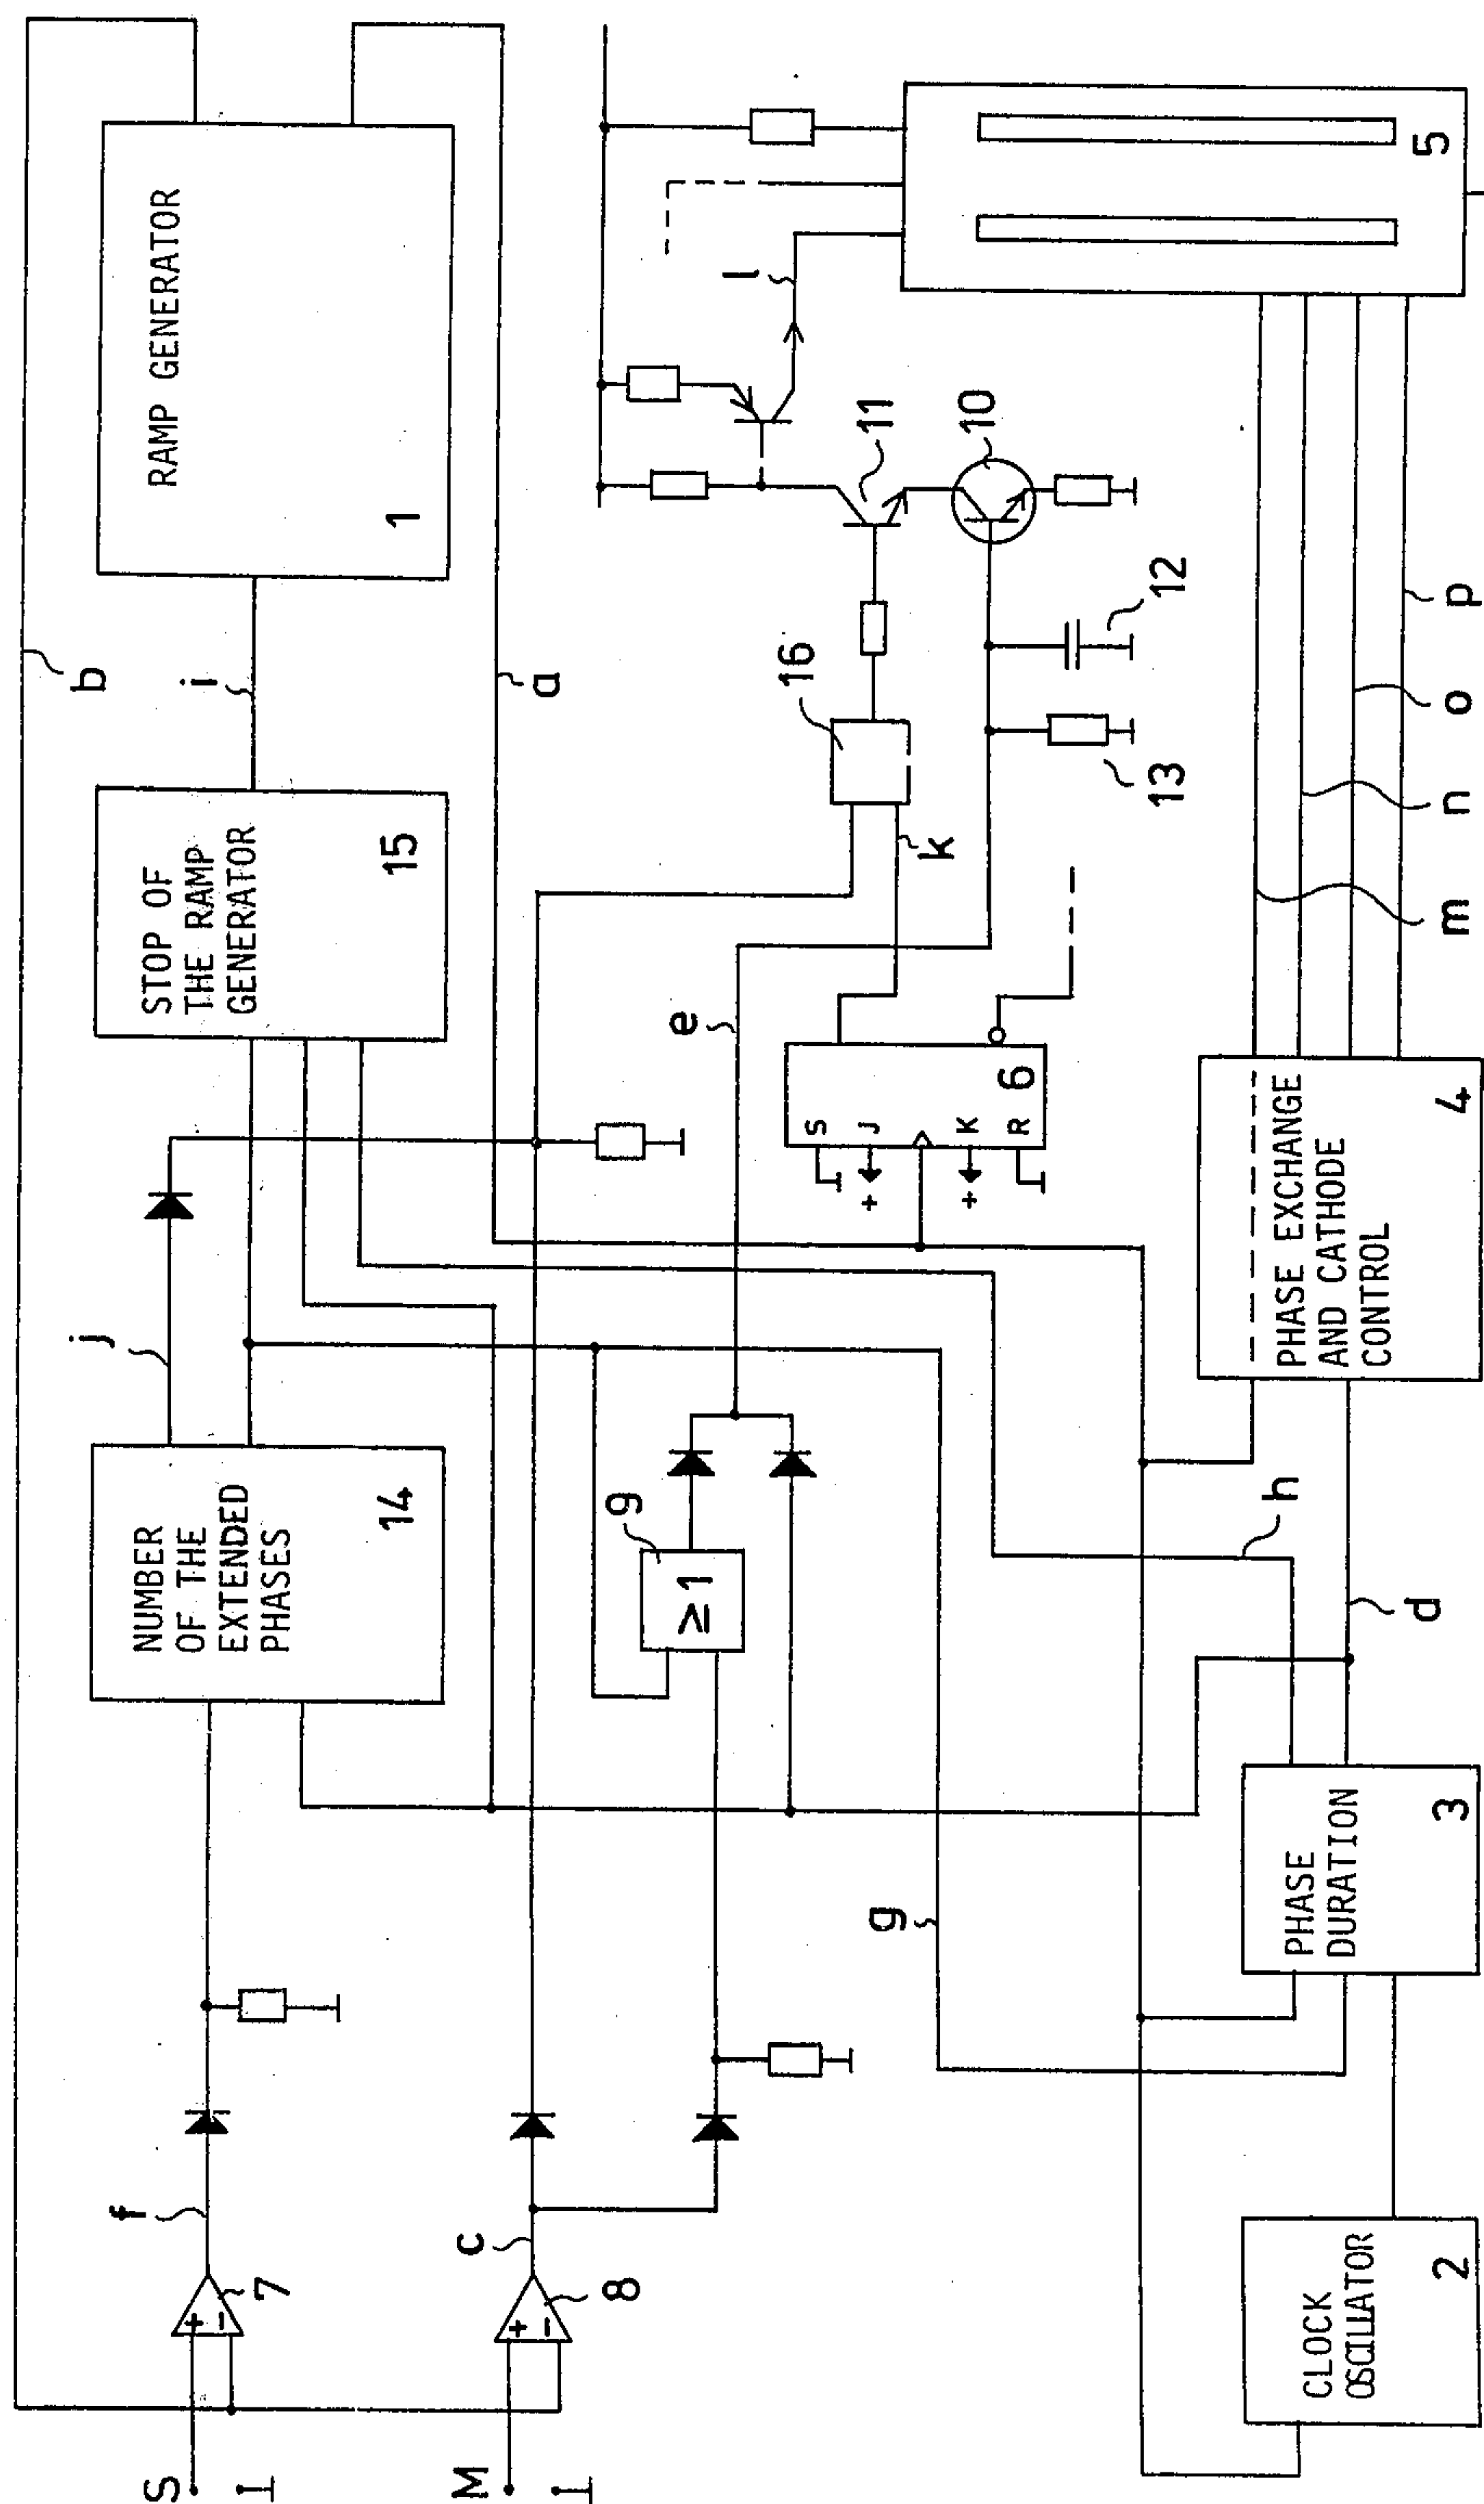 b
RAMP GENERATOR
1
i
a
STOP OF
THE RAMP
GENERATOR
15
j
NUMBER
OF THE
EXTENDED
PHASES
14
f
+
−
7
S
c
+
−
8
M
9
≥1
e
g
S
J
K
R
+
+
6
k
16
11
10
12
13
l
5
m
n
o
p
PHASE EXCHANGE
AND CATHODE
CONTROL
4
h
d
PHASE
DURATION
3
CLOCK
OSCILLATOR
2